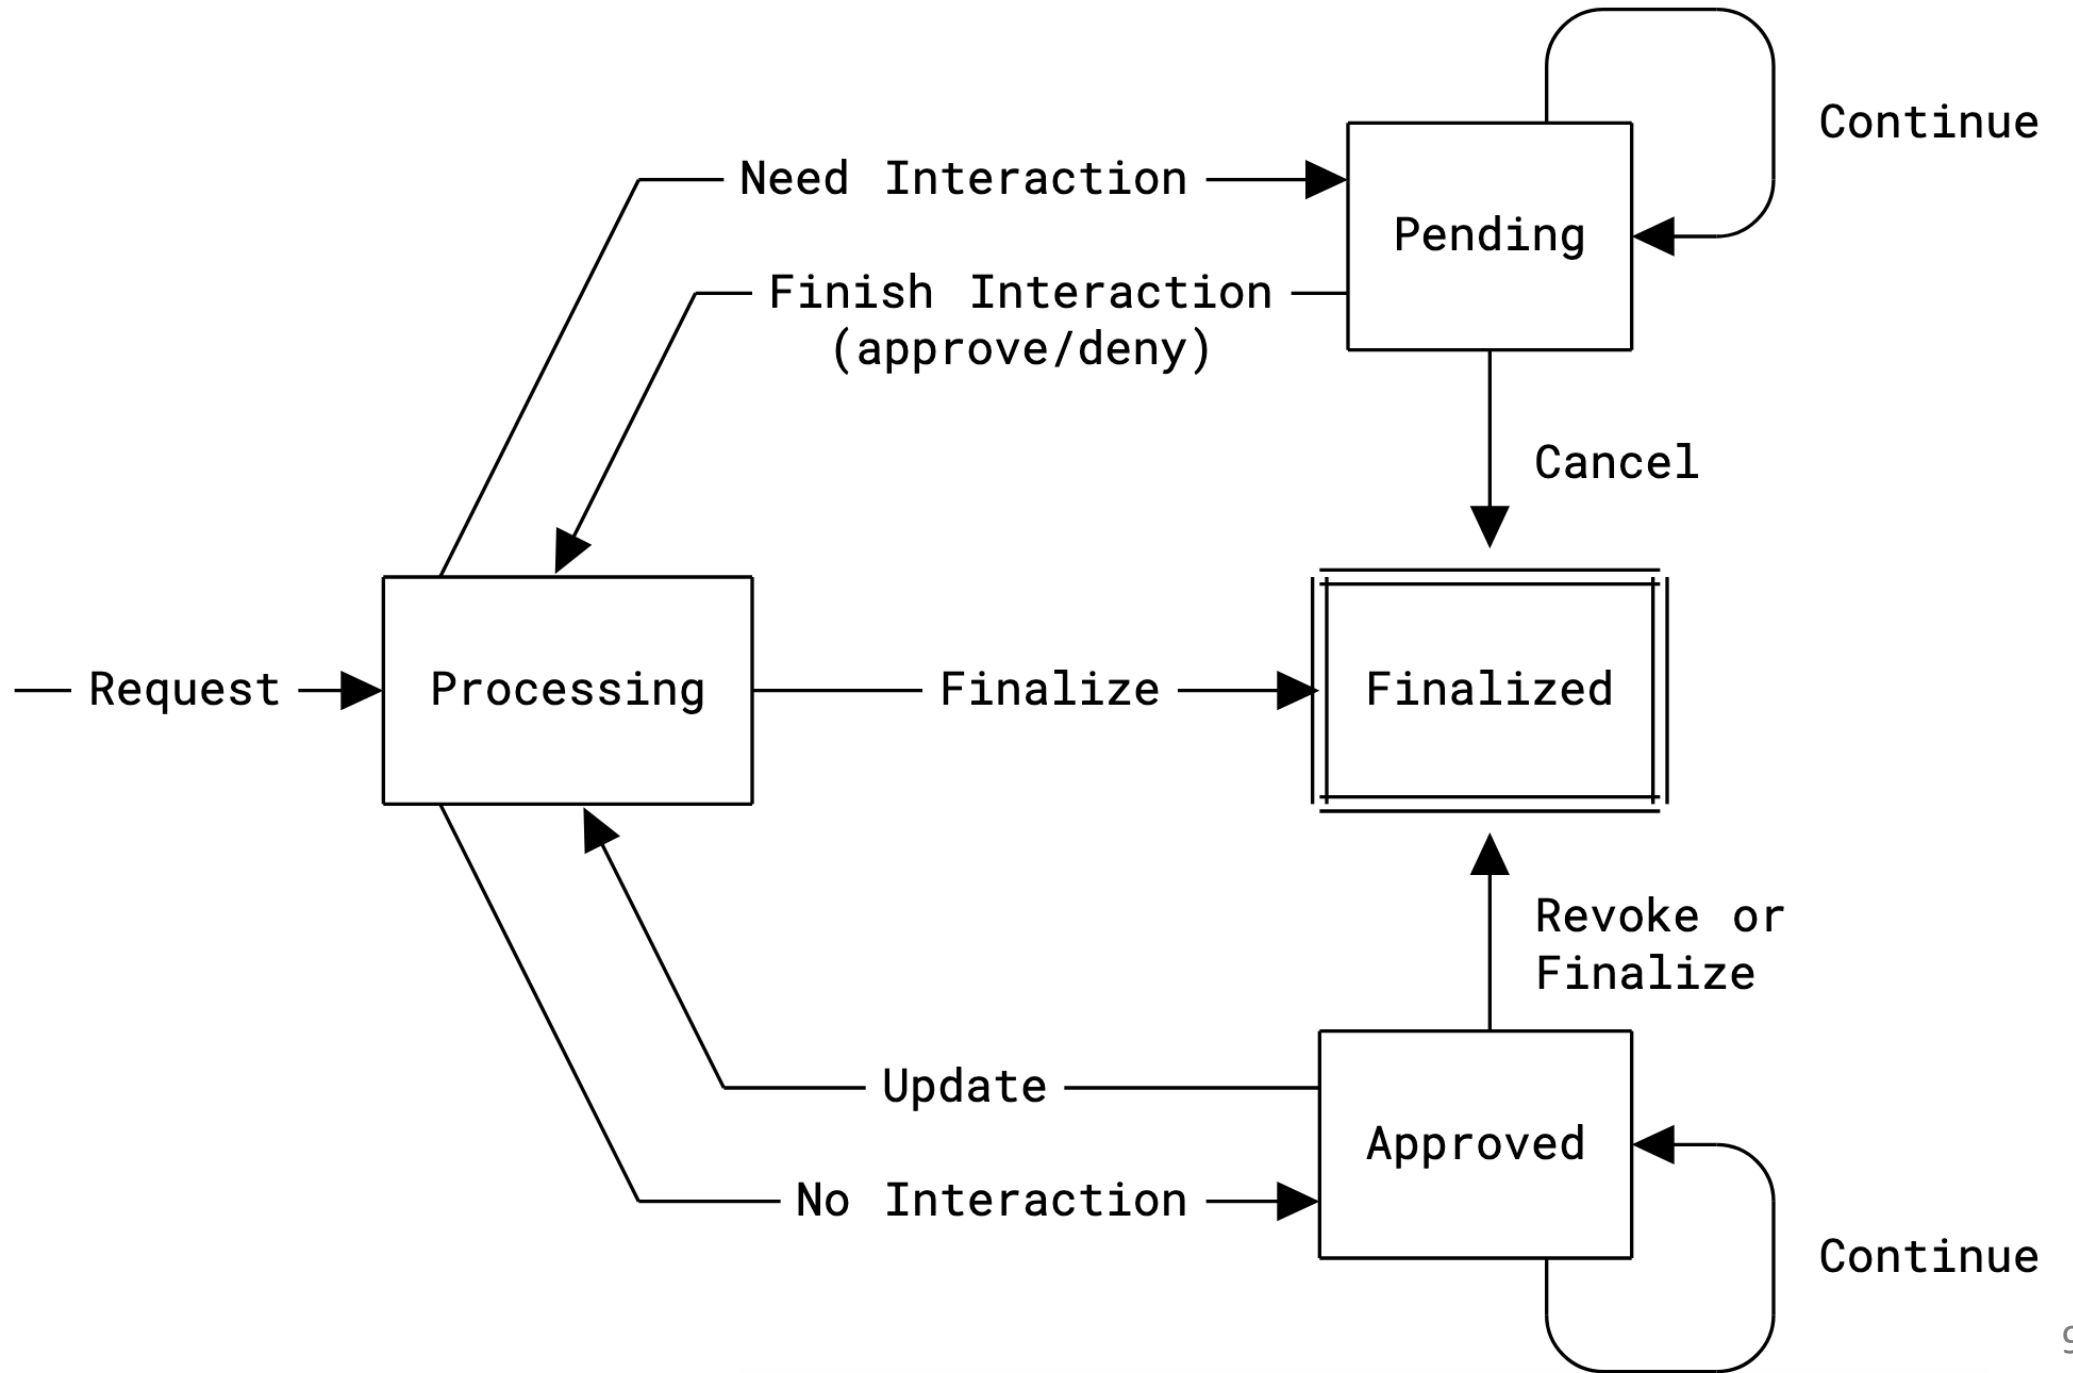 Continue
Need Interaction
Pending
Finish Interaction
(approve/deny)
Cancel
Request
Processing
Finalize
Finalized
Revoke or
Finalize
Update
Approved
No Interaction
Continue